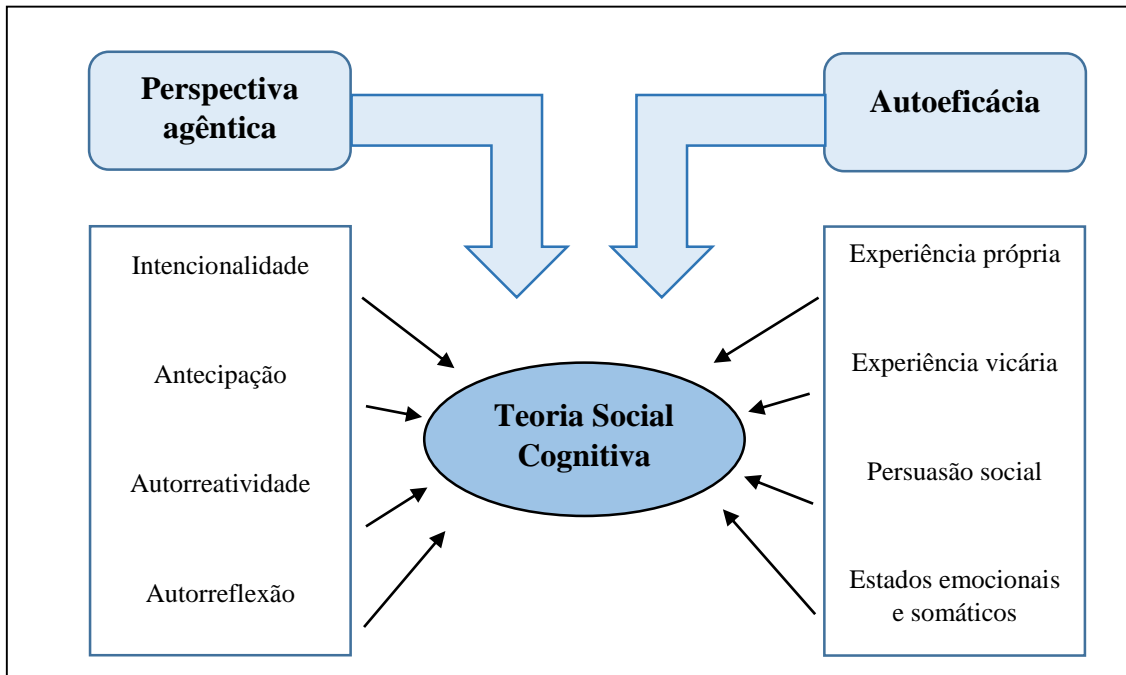 Perspectiva
agêntica
Autoeficácia
Intencionalidade
Antecipação
Autorreatividade
Autorreflexão
Teoria Social
Cognitiva
Experiência própria
Experiência vicária
Persuasão social
Estados emocionais
e somáticos